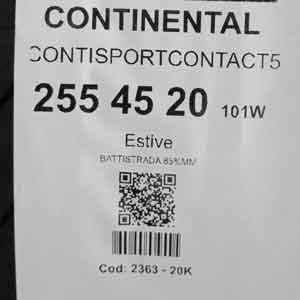 CONTINENTAL
CONTISPORTCONTACT5
255 45 20 101W
Estive
BATTISTRADA 85%MM
Cod: 2363 - 20K